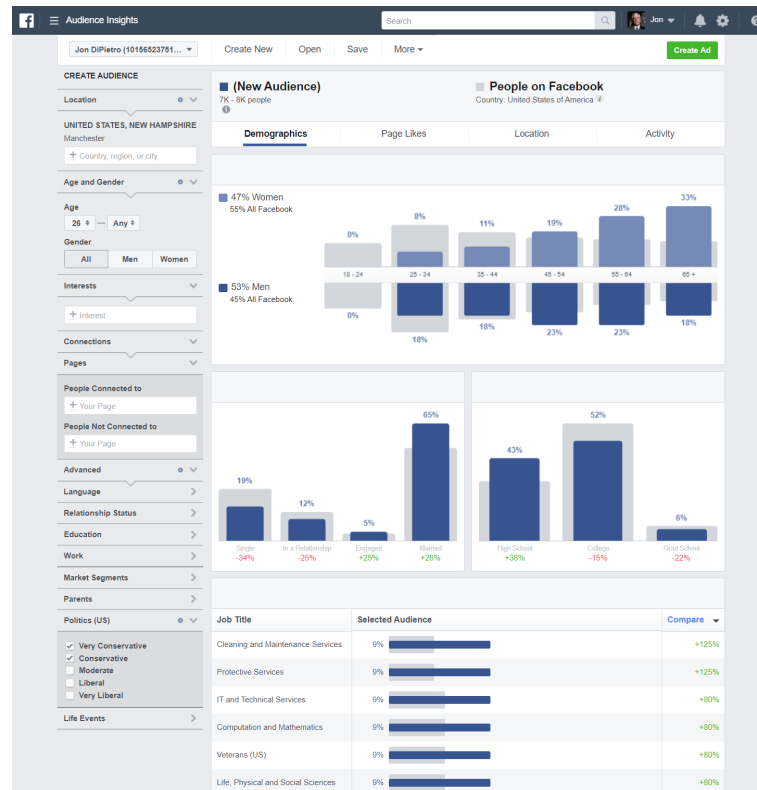 f Audience Insights Search Jon
Jon DiPietro (10156523751... Create New Open Save More Create Ad
CREATE AUDIENCE
Location
UNITED STATES, NEW HAMPSHIRE
Manchester
+ Country, region, or city
Age and Gender
Age
26 — Any
Gender
All Men Women
Interests
+ Interest
Connections
Pages
People Connected to
+ Your Page
People Not Connected to
+ Your Page
Advanced
Language
Relationship Status
Education
Work
Market Segments
Parents
Politics (US)
Very Conservative
Conservative
Moderate
Liberal
Very Liberal
Life Events
(New Audience)
7K - 8K people
People on Facebook
Country: United States of America
Demographics Page Likes Location Activity
47% Women
55% All Facebook
0% 8% 11% 19% 28% 33%
18 - 24 25 - 34 35 - 44 45 - 54 55 - 64 65 +
53% Men
45% All Facebook
0% 18% 18% 23% 23% 18%
19% 12% 5% 65%
Single In a Relationship Engaged Married
-34% -25% +25% +26%
43% 52% 6%
High School College Grad School
+38% -15% -22%
Job Title Selected Audience Compare
Cleaning and Maintenance Services 9% +125%
Protective Services 9% +125%
IT and Technical Services 9% +80%
Computation and Mathematics 9% +80%
Veterans (US) 9% +80%
Life, Physical and Social Sciences 9% +80%